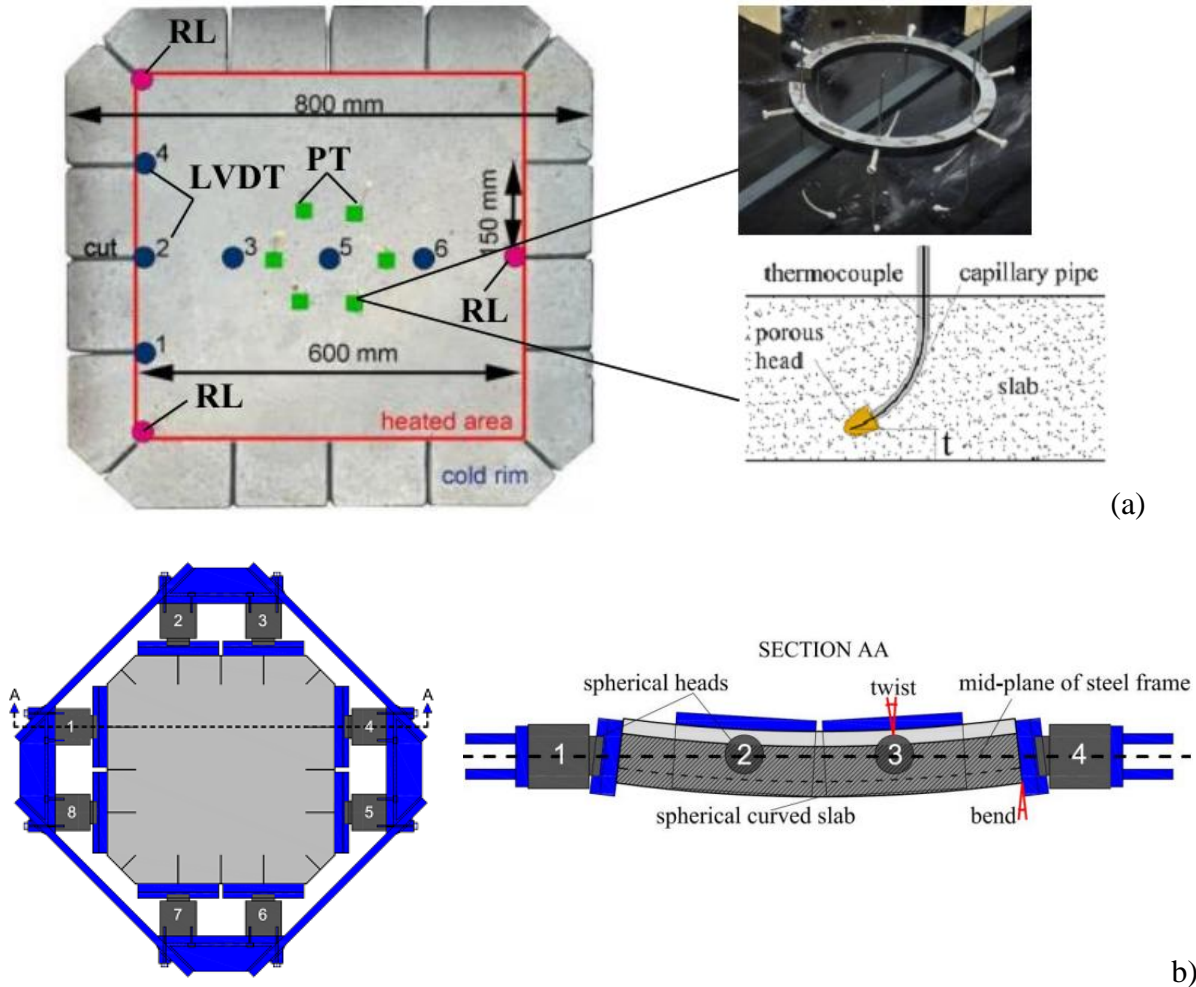 RL
800 mm
4
LVDT
PT
150 mm
cut
2
3
5
6
RL
1
600 mm
RL
heated area
cold rim
thermocouple
capillary pipe
porous
head
slab
t
(a)
2
3
A
A
1
4
8
5
7
6
SECTION AA
spherical heads
twist
mid-plane of steel frame
1
2
3
4
spherical curved slab
bend
b)